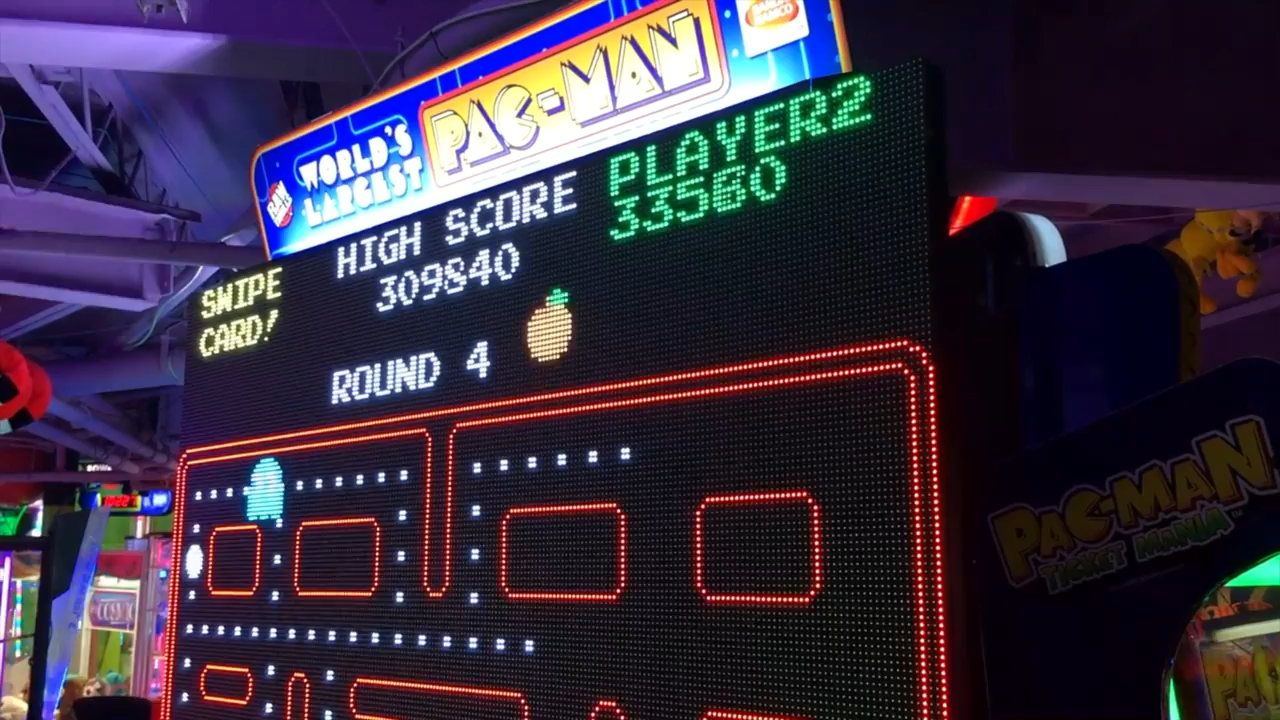 WORLD'S
LARGEST
PAC-MAN
BANDAI
NAMCO
HIGH SCORE
309840
PLAYER2
33560
SWIPE
CARD!
ROUND 4
PAC-MAN
TICKET MANIA
COSMIC